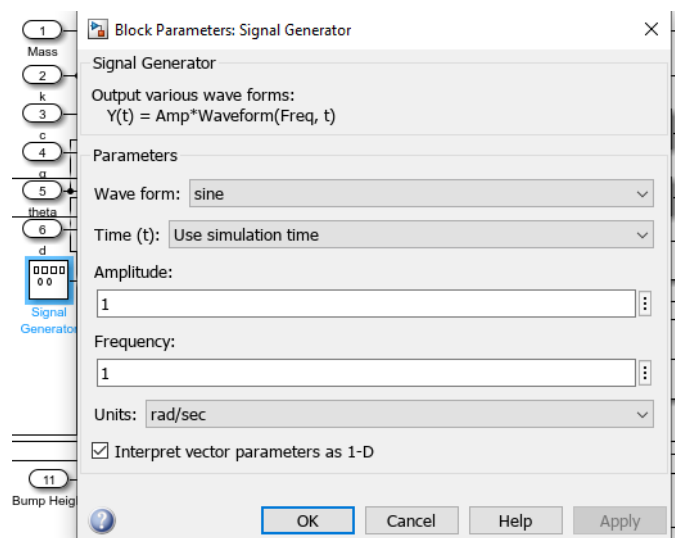 Block Parameters: Signal Generator
Signal Generator
Output various wave forms:
Y(t) = Amp*Waveform(Freq, t)
Parameters
Wave form: sine
Time (t): Use simulation time
Amplitude:
1
Frequency:
1
Units: rad/sec
Interpret vector parameters as 1-D
OK Cancel Help Apply
1
Mass
2
k
3
c
4
5
theta
6
d
Signal
Generator
11
Bump Heig